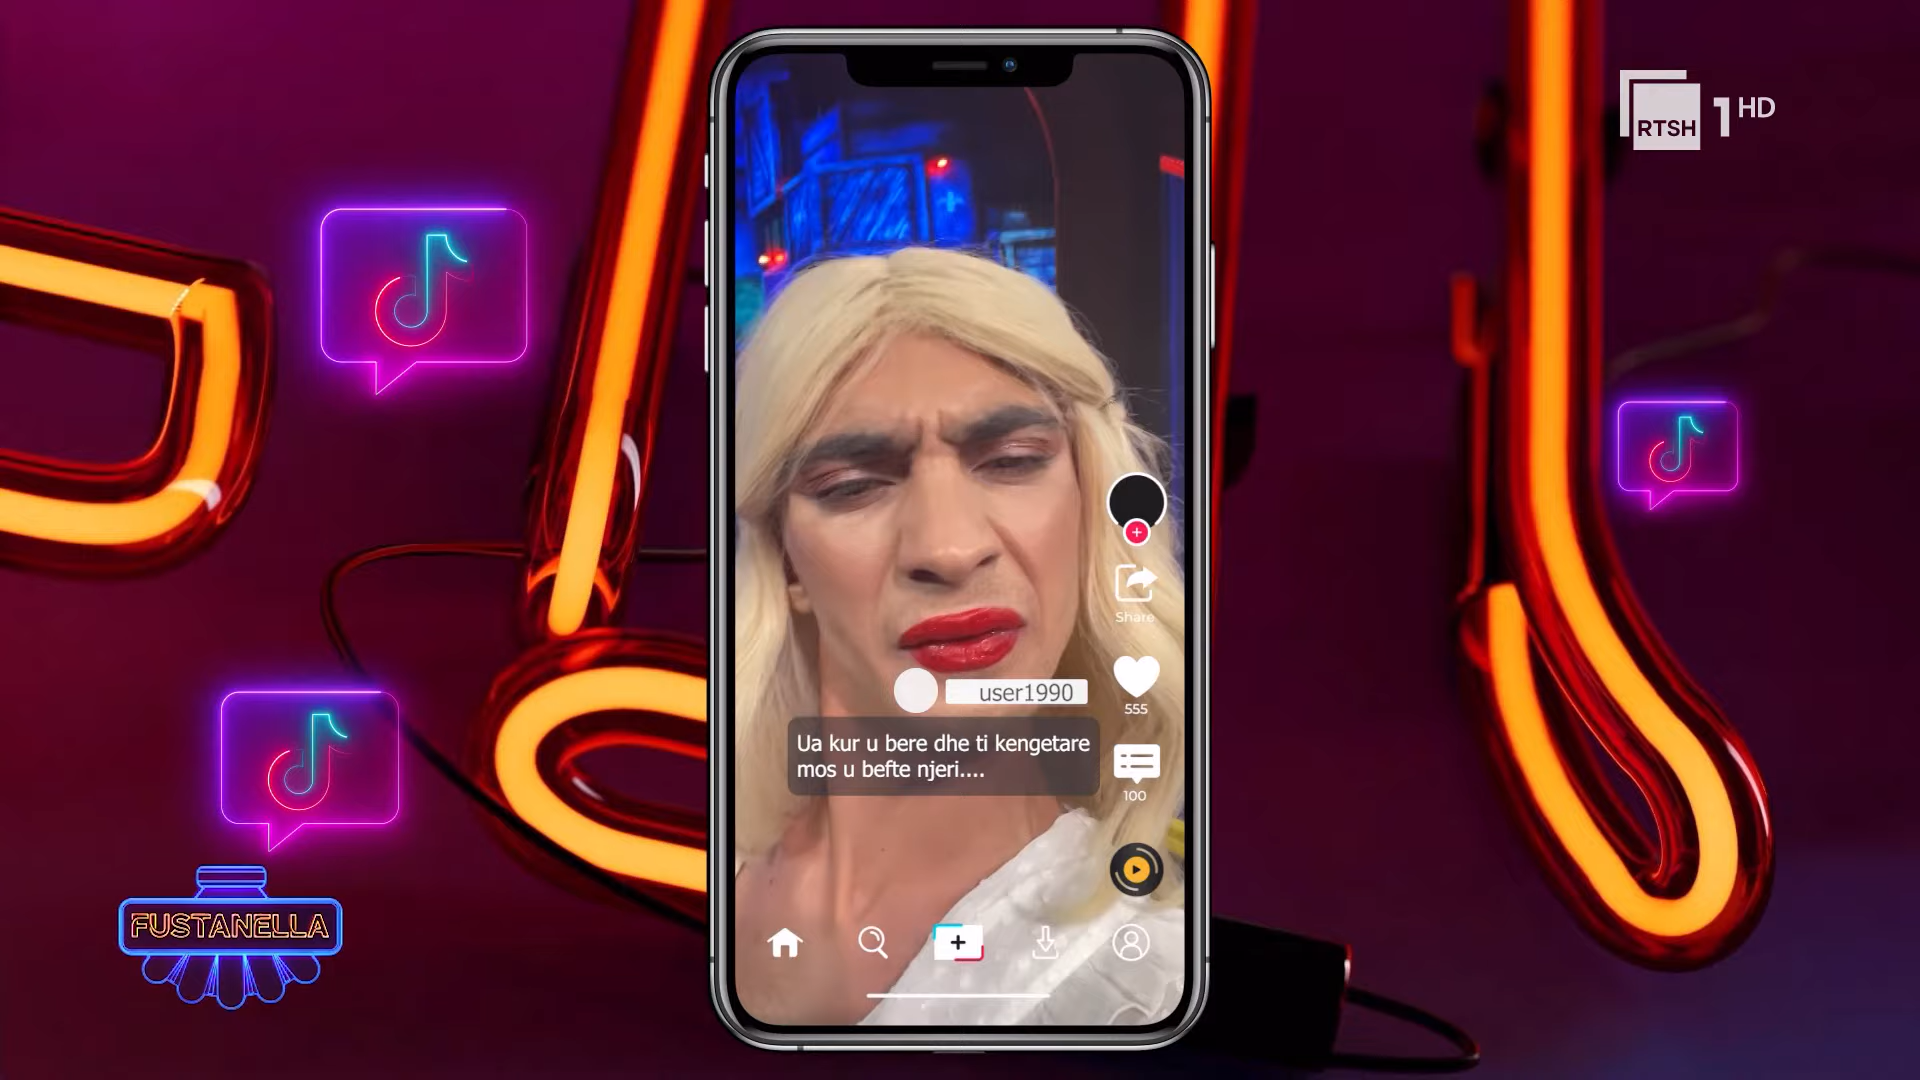 RTSH 1 HD
user1990
Share
555
Ua kur u bere dhe ti kengetare
mos u befte njeri....
100
FUSTANELLA